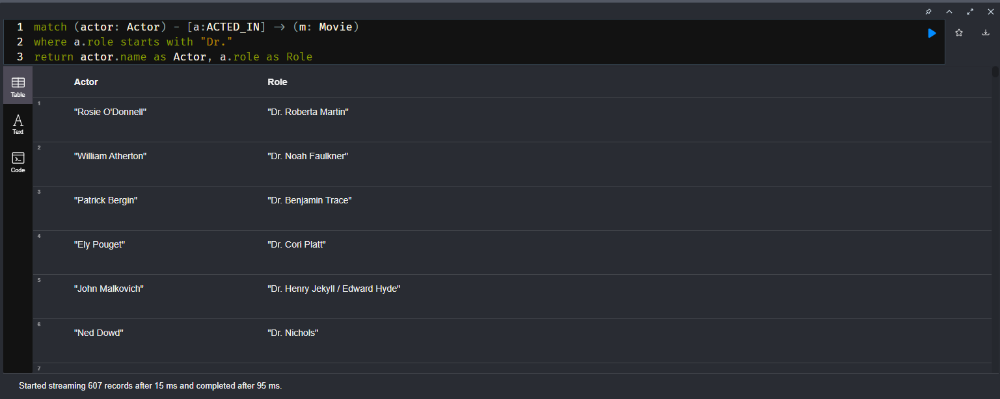 1 match (actor: Actor) - [a:ACTED_IN] -> (m: Movie)
2 where a.role starts with "Dr."
3 return actor.name as Actor, a.role as Role
Table
Text
Code
Actor Role
1 "Rosie O'Donnell" "Dr. Roberta Martin"
2 "William Atherton" "Dr. Noah Faulkner"
3 "Patrick Bergin" "Dr. Benjamin Trace"
4 "Ely Pouget" "Dr. Cori Platt"
5 "John Malkovich" "Dr. Henry Jekyll / Edward Hyde"
6 "Ned Dowd" "Dr. Nichols"
7
Started streaming 607 records after 15 ms and completed after 95 ms.